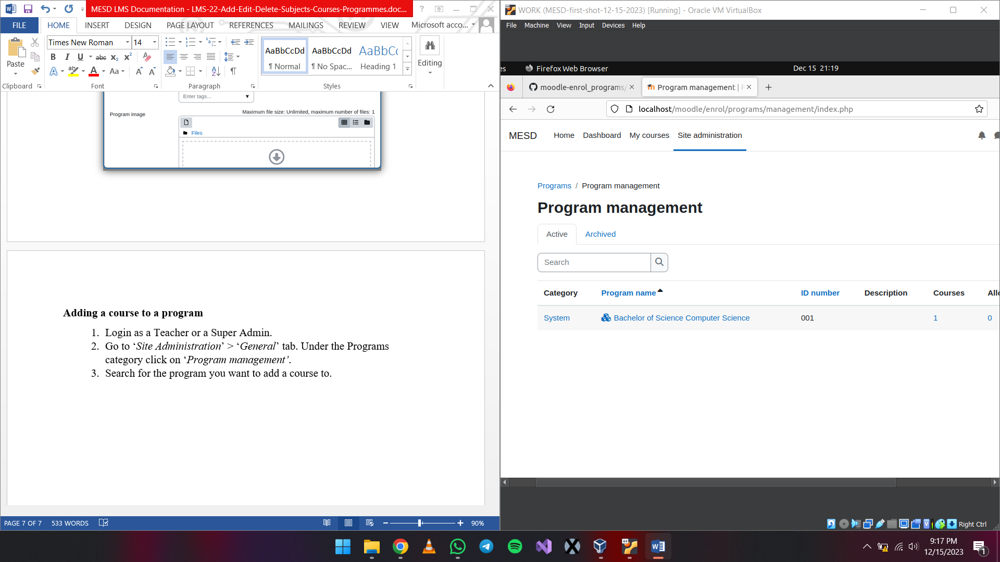 MESD LMS Documentation - LMS-22-Add-Edit-Delete-Subjects-Courses-Programmes.doc...
FILE HOME INSERT DESIGN PAGE LAYOUT REFERENCES MAILINGS REVIEW VIEW Microsoft acco...
Times New Roman 14
Paste
AaBbCcDd AaBbCcDd AaBbCc
¶ Normal ¶ No Spac... Heading 1
Editing
Clipboard Font Paragraph Styles
Enter tags...
Maximum file size: Unlimited, maximum number of files: 1
Program image
Files
Adding a course to a program
1. Login as a Teacher or a Super Admin.
2. Go to ‘Site Administration’ > ‘General’ tab. Under the Programs
category click on ‘Program management’.
3. Search for the program you want to add a course to.
PAGE 7 OF 7 533 WORDS 90%
WORK (MESD-first-shot-12-15-2023) [Running] - Oracle VM VirtualBox
File Machine View Input Devices Help
es Firefox Web Browser Dec 15 21:19
moodle-enrol_programs/ Program management | P
localhost/moodle/enrol/programs/management/index.php
MESD Home Dashboard My courses Site administration
Programs / Program management
Program management
Active Archived
Search
Category Program name ID number Description Courses Allo
System Bachelor of Science Computer Science 001 1 0
Right Ctrl
9:17 PM
12/15/2023
1